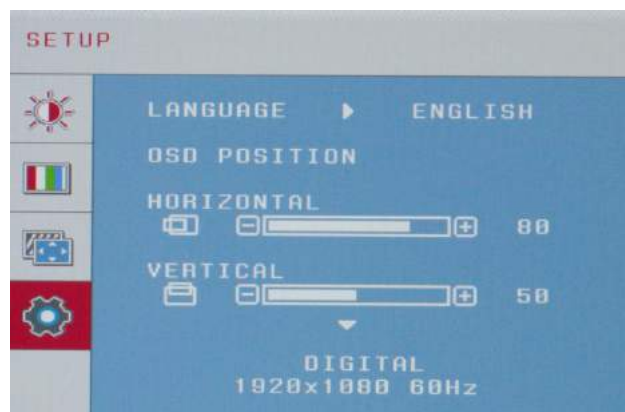 SETUP
LANGUAGE ENGLISH
OSD POSITION
HORIZONTAL
80
VERTICAL
50
DIGITAL
1920x1080 60Hz